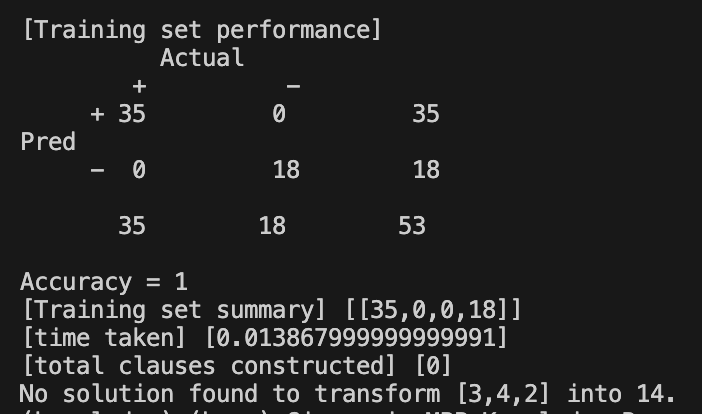 [Training set performance]
Actual
+ -
+ 35 0 35
Pred
- 0 18 18
35 18 53
Accuracy = 1
[Training set summary] [[35,0,0,18]]
[time taken] [0.013867999999999991]
[total clauses constructed] [0]
No solution found to transform [3,4,2] into 14.